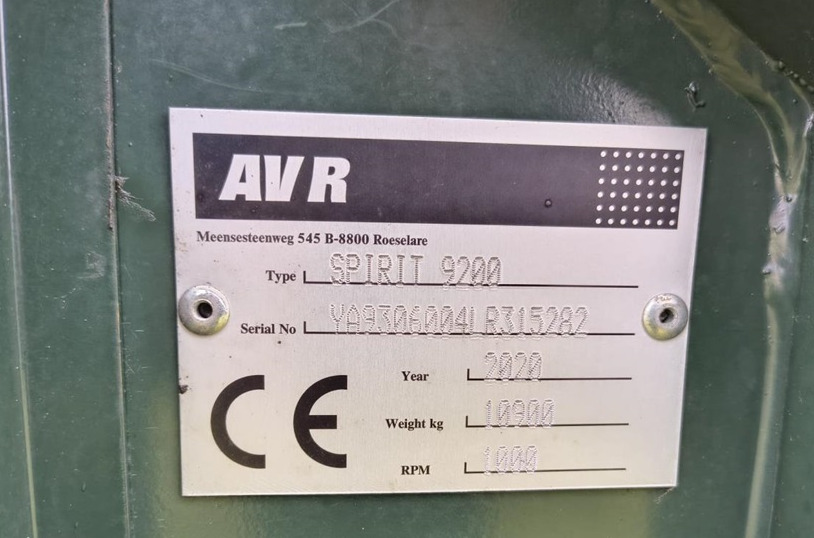 AVR
Meensesteenweg 545 B-8800 Roeselare
Type SPIRIT 9200
Serial No YA9306004LR315282
Year 2020
Weight kg 10900
RPM 1000
CE